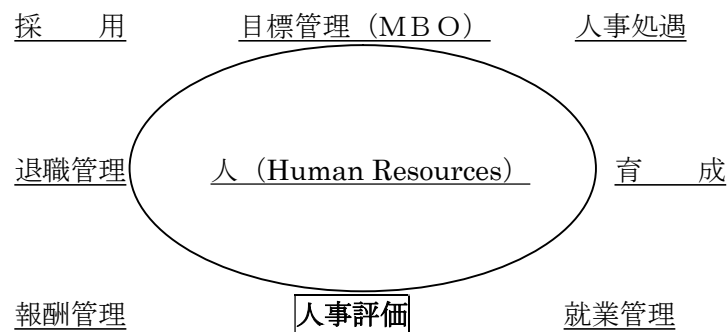 採　　用　　目標管理（ＭＢＯ）　　人事処遇
退職管理　　人（Human Resources）　　育　　成
報酬管理　　人事評価　　就業管理